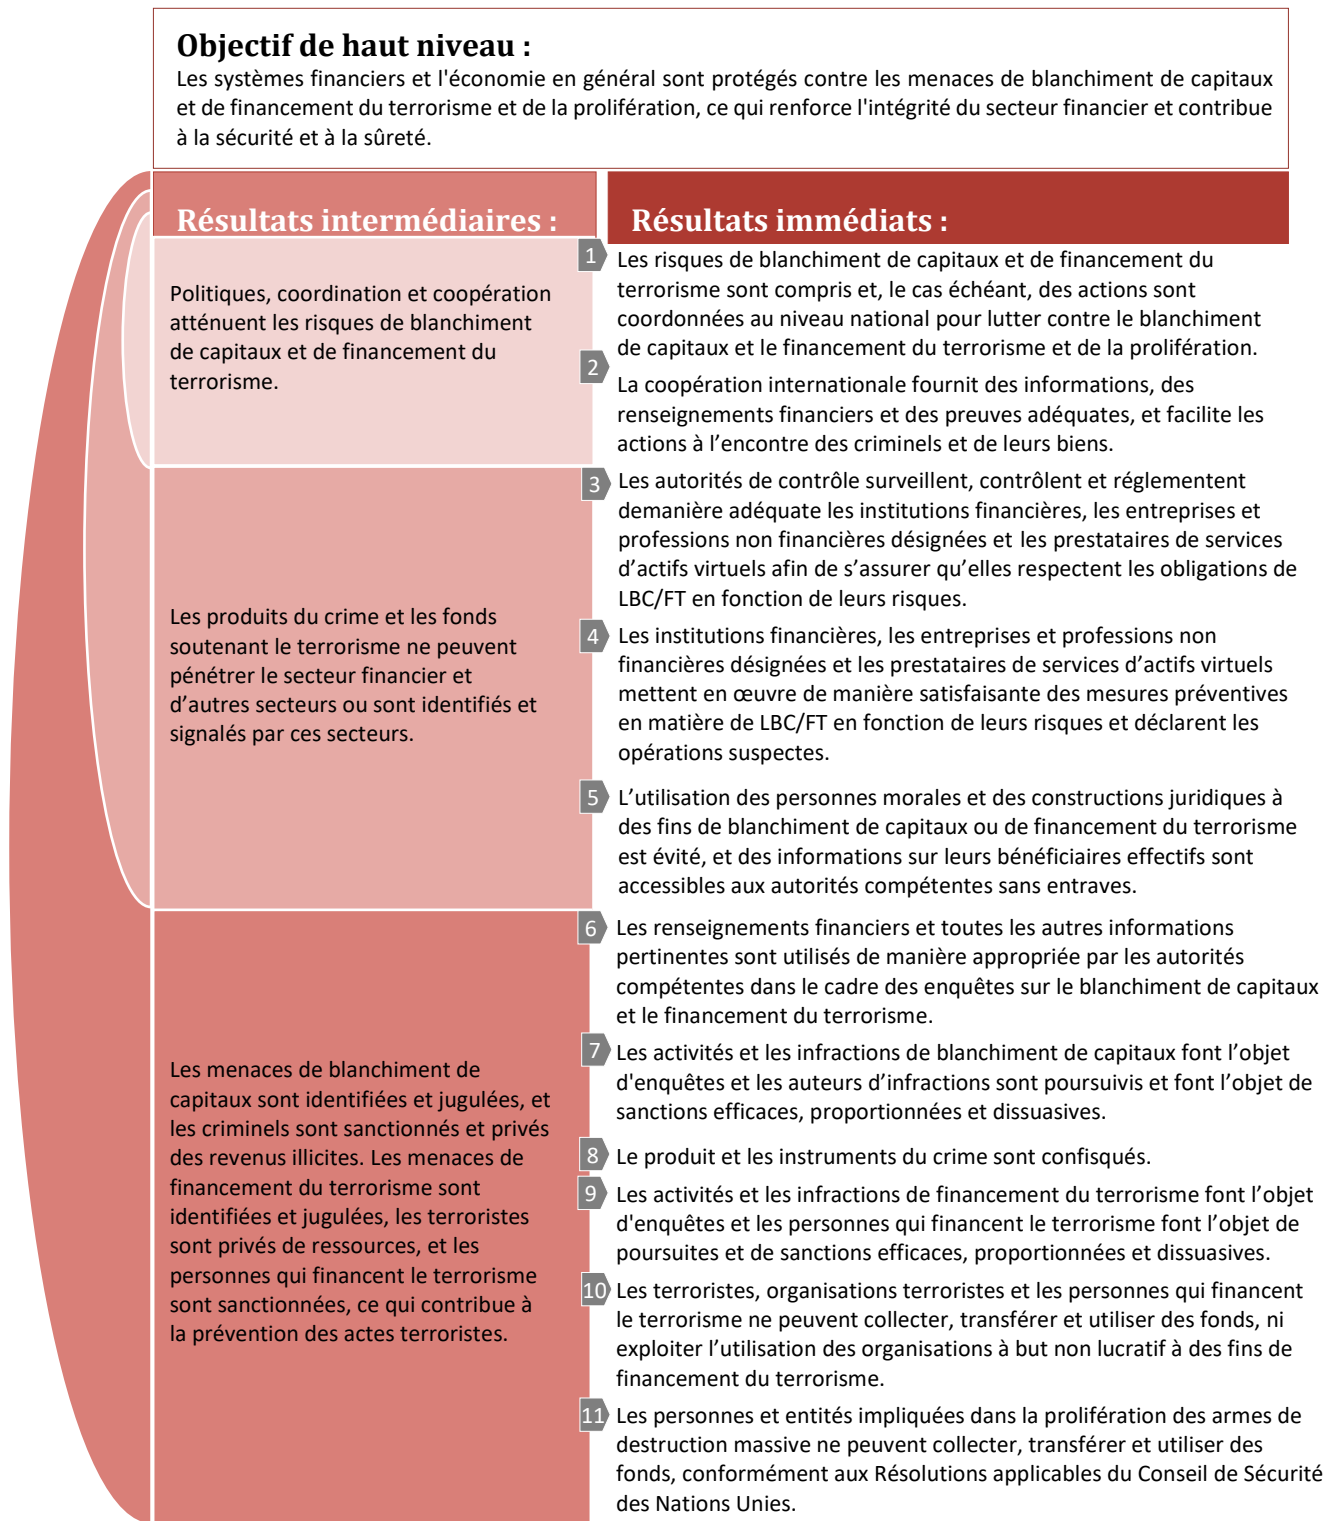 Objectif de haut niveau :
Les systèmes financiers et l'économie en général sont protégés contre les menaces de blanchiment de capitaux
et de financement du terrorisme et de la prolifération, ce qui renforce l'intégrité du secteur financier et contribue
à la sécurité et à la sûreté.
Résultats intermédiaires :
Résultats immédiats :
Politiques, coordination et coopération
atténuent les risques de blanchiment
de capitaux et de financement du
terrorisme.
1
Les risques de blanchiment de capitaux et de financement du
terrorisme sont compris et, le cas échéant, des actions sont
coordonnées au niveau national pour lutter contre le blanchiment
de capitaux et le financement du terrorisme et de la prolifération.
2
La coopération internationale fournit des informations, des
renseignements financiers et des preuves adéquates, et facilite les
actions à l’encontre des criminels et de leurs biens.
Les produits du crime et les fonds
soutenant le terrorisme ne peuvent
pénétrer le secteur financier et
d’autres secteurs ou sont identifiés et
signalés par ces secteurs.
3
Les autorités de contrôle surveillent, contrôlent et réglementent
demanière adéquate les institutions financières, les entreprises et
professions non financières désignées et les prestataires de services
d’actifs virtuels afin de s’assurer qu’elles respectent les obligations de
LBC/FT en fonction de leurs risques.
4
Les institutions financières, les entreprises et professions non
financières désignées et les prestataires de services d’actifs virtuels
mettent en œuvre de manière satisfaisante des mesures préventives
en matière de LBC/FT en fonction de leurs risques et déclarent les
opérations suspectes.
5
L’utilisation des personnes morales et des constructions juridiques à
des fins de blanchiment de capitaux ou de financement du terrorisme
est évité, et des informations sur leurs bénéficiaires effectifs sont
accessibles aux autorités compétentes sans entraves.
Les menaces de blanchiment de
capitaux sont identifiées et jugulées, et
les criminels sont sanctionnés et privés
des revenus illicites. Les menaces de
financement du terrorisme sont
identifiées et jugulées, les terroristes
sont privés de ressources, et les
personnes qui financent le terrorisme
sont sanctionnées, ce qui contribue à
la prévention des actes terroristes.
6
Les renseignements financiers et toutes les autres informations
pertinentes sont utilisés de manière appropriée par les autorités
compétentes dans le cadre des enquêtes sur le blanchiment de capitaux
et le financement du terrorisme.
7
Les activités et les infractions de blanchiment de capitaux font l’objet
d'enquêtes et les auteurs d’infractions sont poursuivis et font l’objet de
sanctions efficaces, proportionnées et dissuasives.
8
Le produit et les instruments du crime sont confisqués.
9
Les activités et les infractions de financement du terrorisme font l’objet
d'enquêtes et les personnes qui financent le terrorisme font l’objet de
poursuites et de sanctions efficaces, proportionnées et dissuasives.
10
Les terroristes, organisations terroristes et les personnes qui financent
le terrorisme ne peuvent collecter, transférer et utiliser des fonds, ni
exploiter l’utilisation des organisations à but non lucratif à des fins de
financement du terrorisme.
11
Les personnes et entités impliquées dans la prolifération des armes de
destruction massive ne peuvent collecter, transférer et utiliser des
fonds, conformément aux Résolutions applicables du Conseil de Sécurité
des Nations Unies.